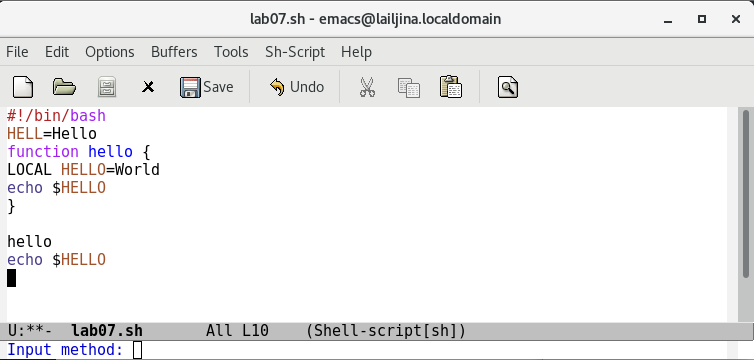 lab07.sh - emacs@lailjina.localdomain
File Edit Options Buffers Tools Sh-Script Help
Save Undo
#!/bin/bash
HELL=Hello
function hello {
LOCAL HELLO=World
echo $HELLO
}
hello
echo $HELLO
U:**- lab07.sh All L10 (Shell-script[sh])
Input method: